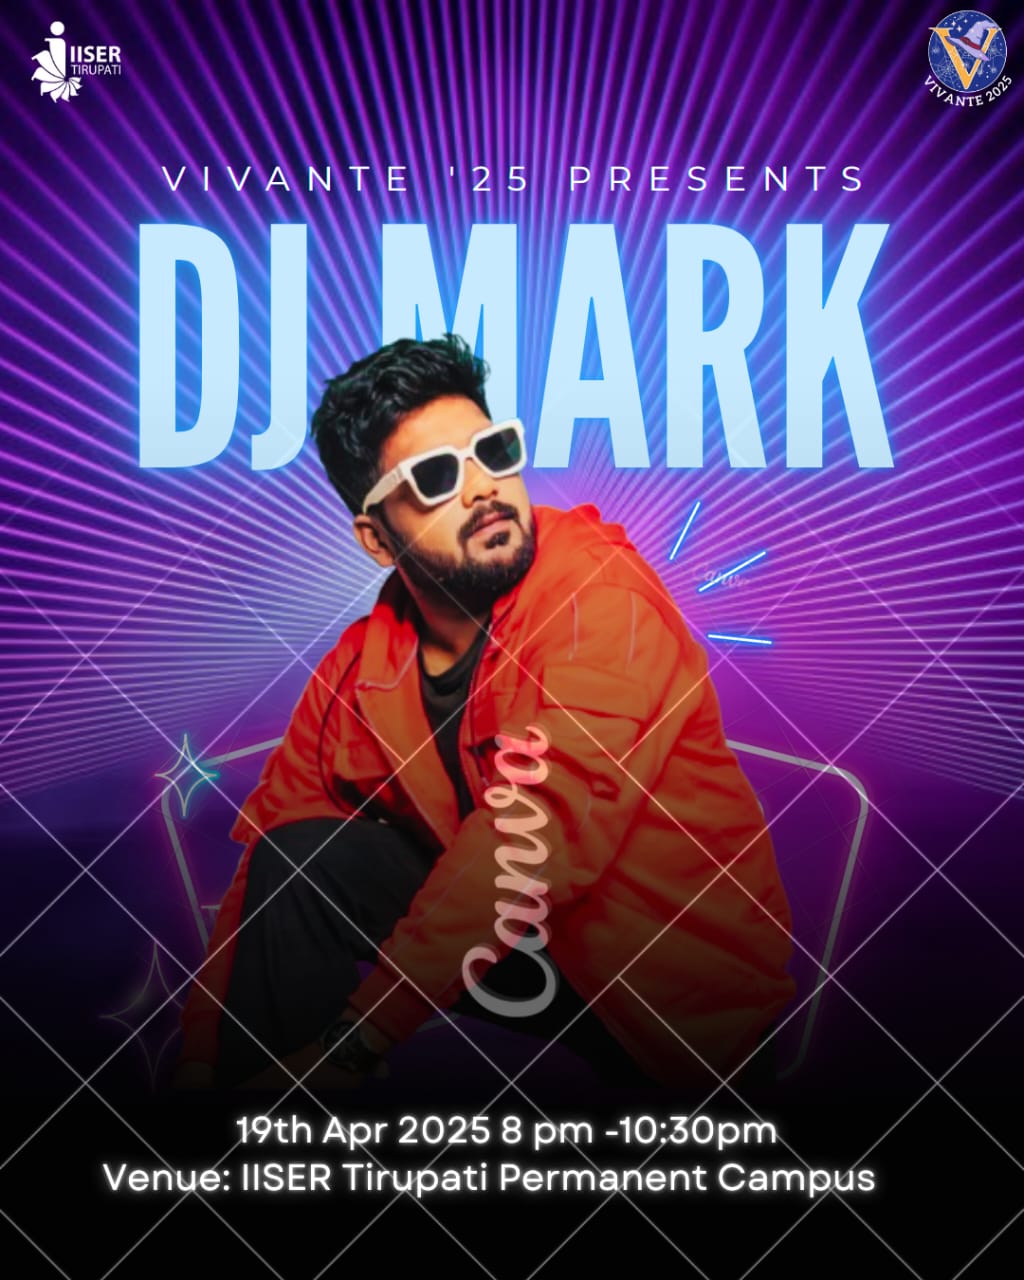 IISER
TIRUPATI
VIVANTE 2025
VIVANTE '25 PRESENTS
DJ MARK
Canva
Canva
19th Apr 2025 8 pm -10:30pm
Venue: IISER Tirupati Permanent Campus